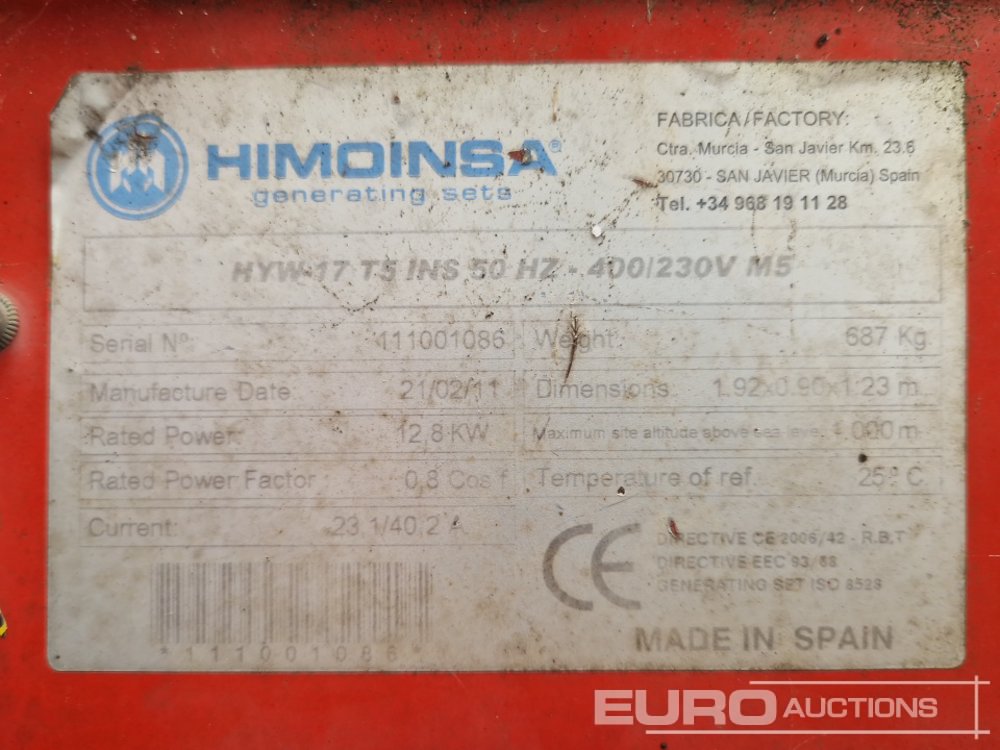 HIMOINSA®
generating sets
FABRICA/FACTORY:
Ctra. Murcia - San Javier Km. 23.6
30730 - SAN JAVIER (Murcia) Spain
Tel. +34 968 19 11 28
HYW-17 T5 INS 50 HZ - 400/230V M5
Serial Nº 111001086 Weight 687 Kg.
Manufacture Date 21/02/11 Dimensions 1.92x0.90x1.23 m.
Rated Power 12,8 KW Maximum site altitude above sea level. 1.000 m
Rated Power Factor 0,8 Cos f Temperature of ref. 25º C
Current: 23,1/40,2 A
DIRECTIVE CE 2006/42 - R.B.T
DIRECTIVE EEC 93/68
GENERATING SET ISO 8528
CE
*111001086*
MADE IN SPAIN
EURO AUCTIONS